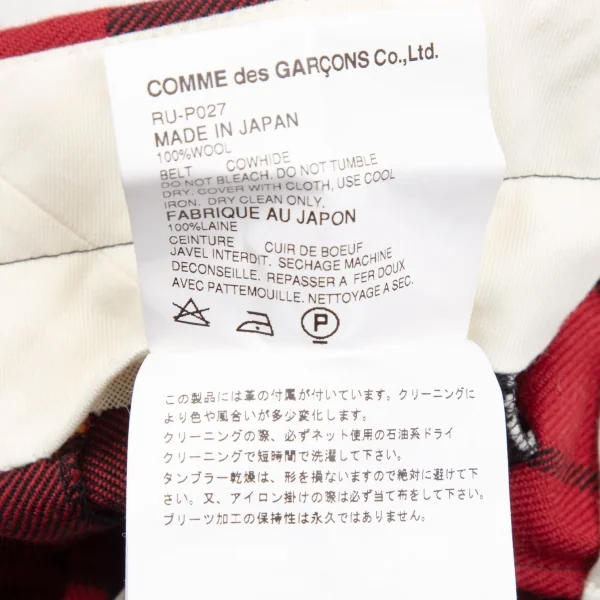 COMME des GARÇONS Co.,Ltd.
RU-P027
MADE IN JAPAN
100%WOOL
BELT COWHIDE
DO NOT BLEACH. DO NOT TUMBLE
DRY. COVER WITH CLOTH, USE COOL
IRON. DRY CLEAN ONLY.
FABRIQUE AU JAPON
100%LAINE
CEINTURE CUIR DE BOEUF
JAVEL INTERDIT. SECHAGE MACHINE
DECONSEILLE. REPASSER A FER DOUX
AVEC PATTEMOUILLE. NETTOYAGE A SEC.
P
この製品には革の付属が付いています。クリーニングに
より色や風合いが多少変化します。
クリーニングの際、必ずネット使用の石油系ドライ
クリーニングで短時間で洗濯して下さい。
タンブラー乾燥は、形を損ないますので絶対に避けて下
さい。又、アイロン掛けの際は必ず当て布をして下さい。
プリーツ加工の保持性は永久ではありません。